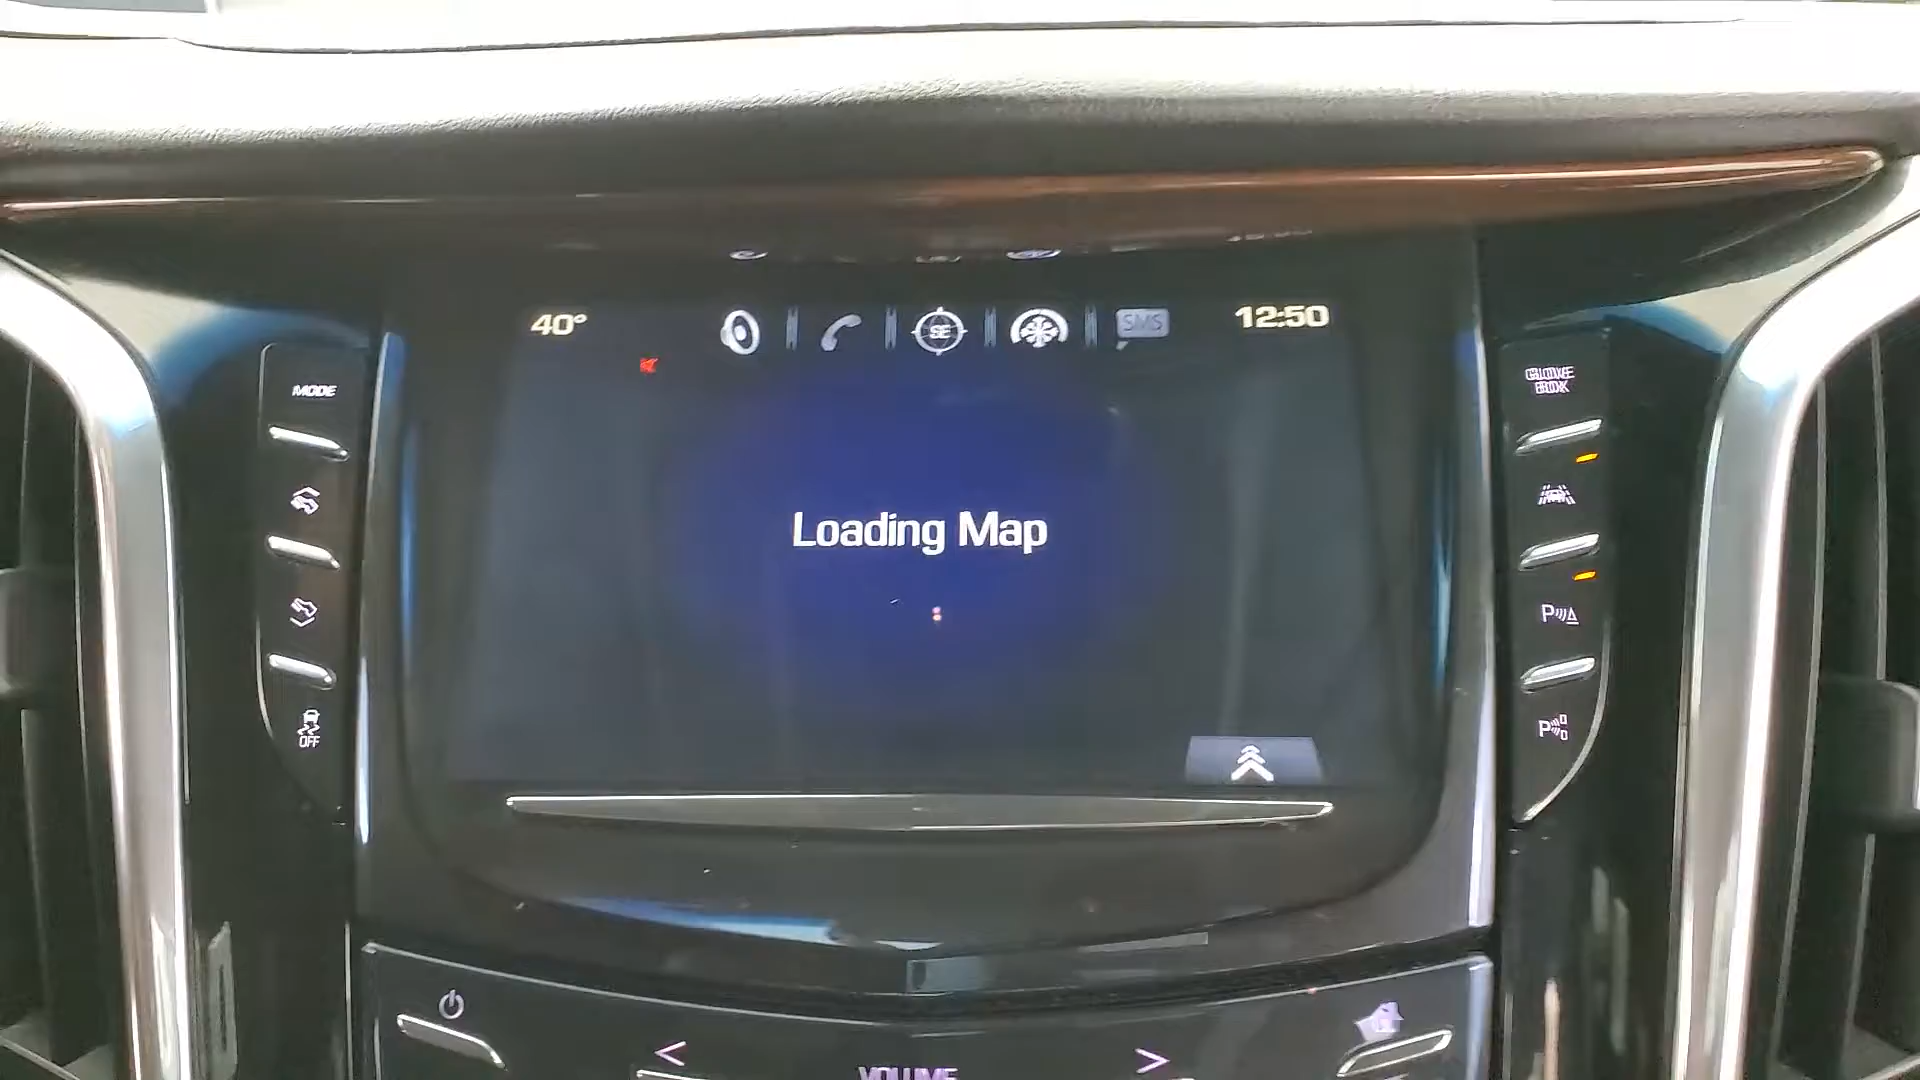 40°
SE
SMS
12:50
MODE
GLOVE
BOX
Loading Map
P
OFF
P
VOLUME